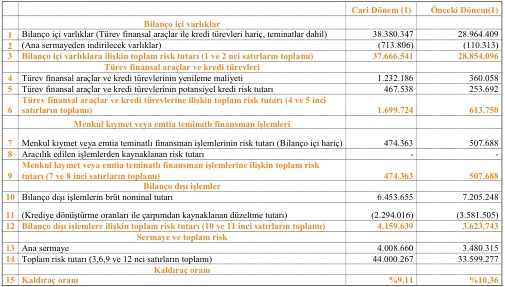 Cari Dönem (1) Önceki Dönem(1)
Bilanço içi varlıklar
1 Bilanço içi varlıklar (Türev finansal araçlar ile kredi türevleri hariç, teminatlar dahil) 38.380.347 28.964.409
2 (Ana sermayeden indirilecek varlıklar) (713.806) (110.313)
3 Bilanço içi varlıklara ilişkin toplam risk tutarı (1 ve 2 nci satırların toplamı) 37.666.541 28.854.096
Türev finansal araçlar ve kredi türevleri
4 Türev finansal araçlar ve kredi türevlerinin yenileme maliyeti 1.232.186 360.058
5 Türev finansal araçlar ve kredi türevlerinin potansiyel kredi risk tutarı 467.538 253.692
Türev finansal araçlar ve kredi türevlerine ilişkin toplam risk tutarı (4 ve 5 inci
6 satırların toplamı) 1.699.724 613.750
Menkul kıymet veya emtia teminatlı finansman işlemleri
7 Menkul kıymet veya emtia teminatlı finansman işlemlerinin risk tutarı (Bilanço içi hariç) 474.363 507.688
8 Aracılık edilen işlemlerden kaynaklanan risk tutarı - -
Menkul kıymet veya emtia teminatlı finansman işlemlerine ilişkin toplam risk
9 tutarı (7 ve 8 inci satırların toplamı) 474.363 507.688
Bilanço dışı işlemler
10 Bilanço dışı işlemlerin brüt nominal tutarı 6.453.655 7.205.248
11 (Krediye dönüştürme oranları ile çarpımdan kaynaklanan düzeltme tutarı) (2.294.016) (3.581.505)
12 Bilanço dışı işlemlere ilişkin toplam risk tutarı (10 ve 11 inci satırların toplamı) 4.159.639 3.623.743
Sermaye ve toplam risk
13 Ana sermaye 4.008.660 3.480.315
14 Toplam risk tutarı (3,6,9 ve 12 nci satırların toplamı) 44.000.267 33.599.277
Kaldıraç oranı
15 Kaldıraç oranı %9,11 %10,36